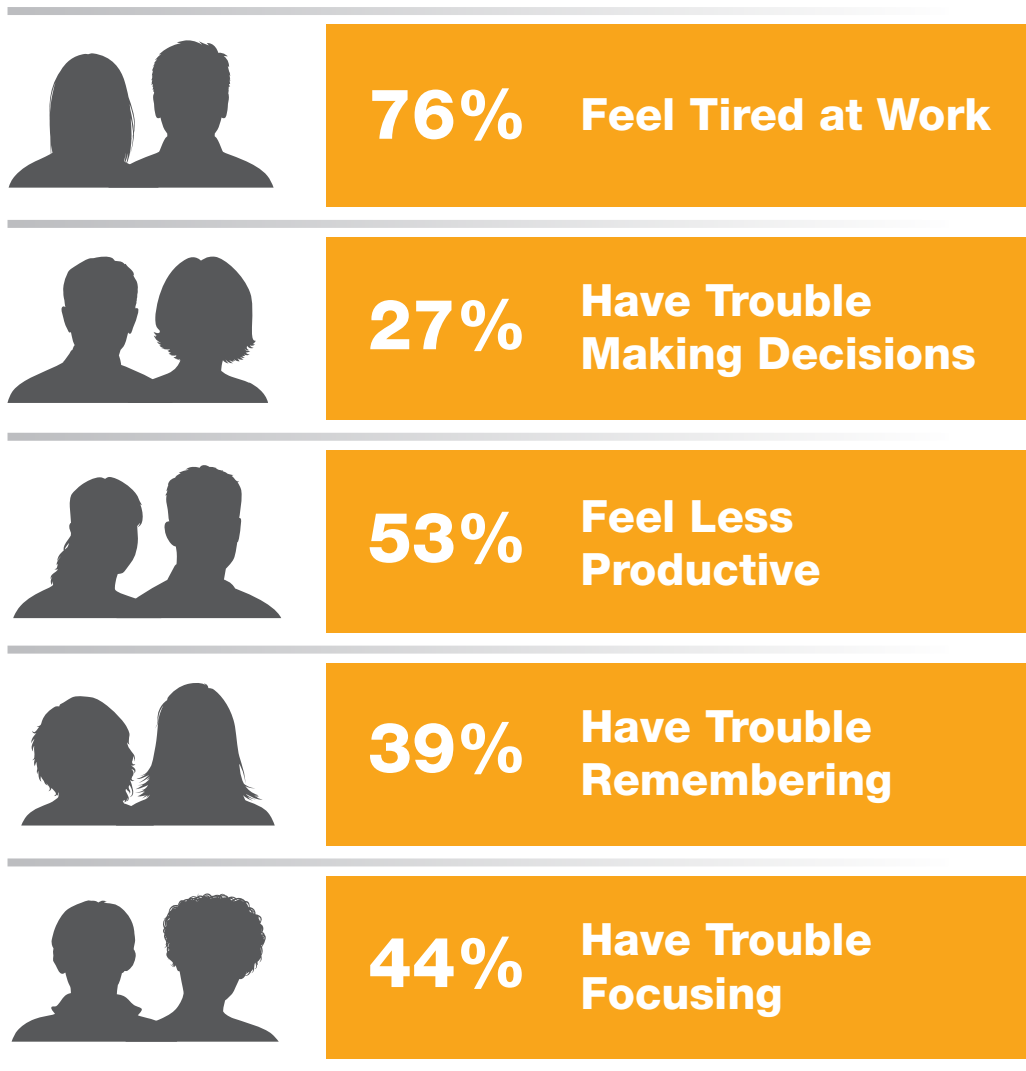 76% Feel Tired at Work
27% Have Trouble
Making Decisions
53% Feel Less
Productive
39% Have Trouble
Remembering
44% Have Trouble
Focusing